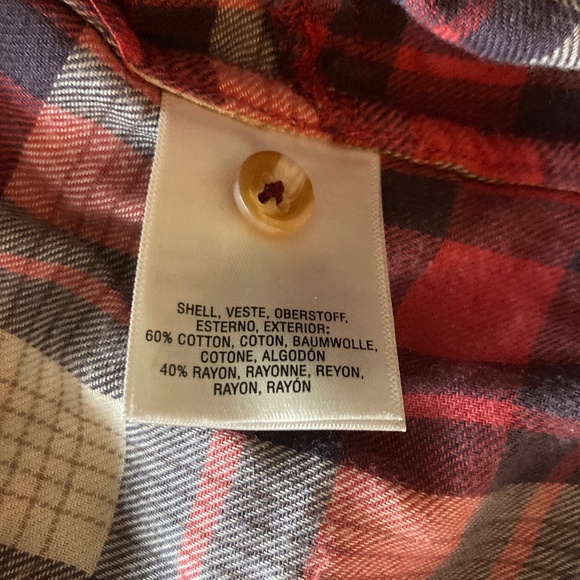 SHELL, VESTE, OBERSTOFF,
ESTERNO, EXTERIOR:
60% COTTON, COTON, BAUMWOLLE,
COTONE, ALGODÓN
40% RAYON, RAYONNE, REYON,
RAYON, RAYÓN